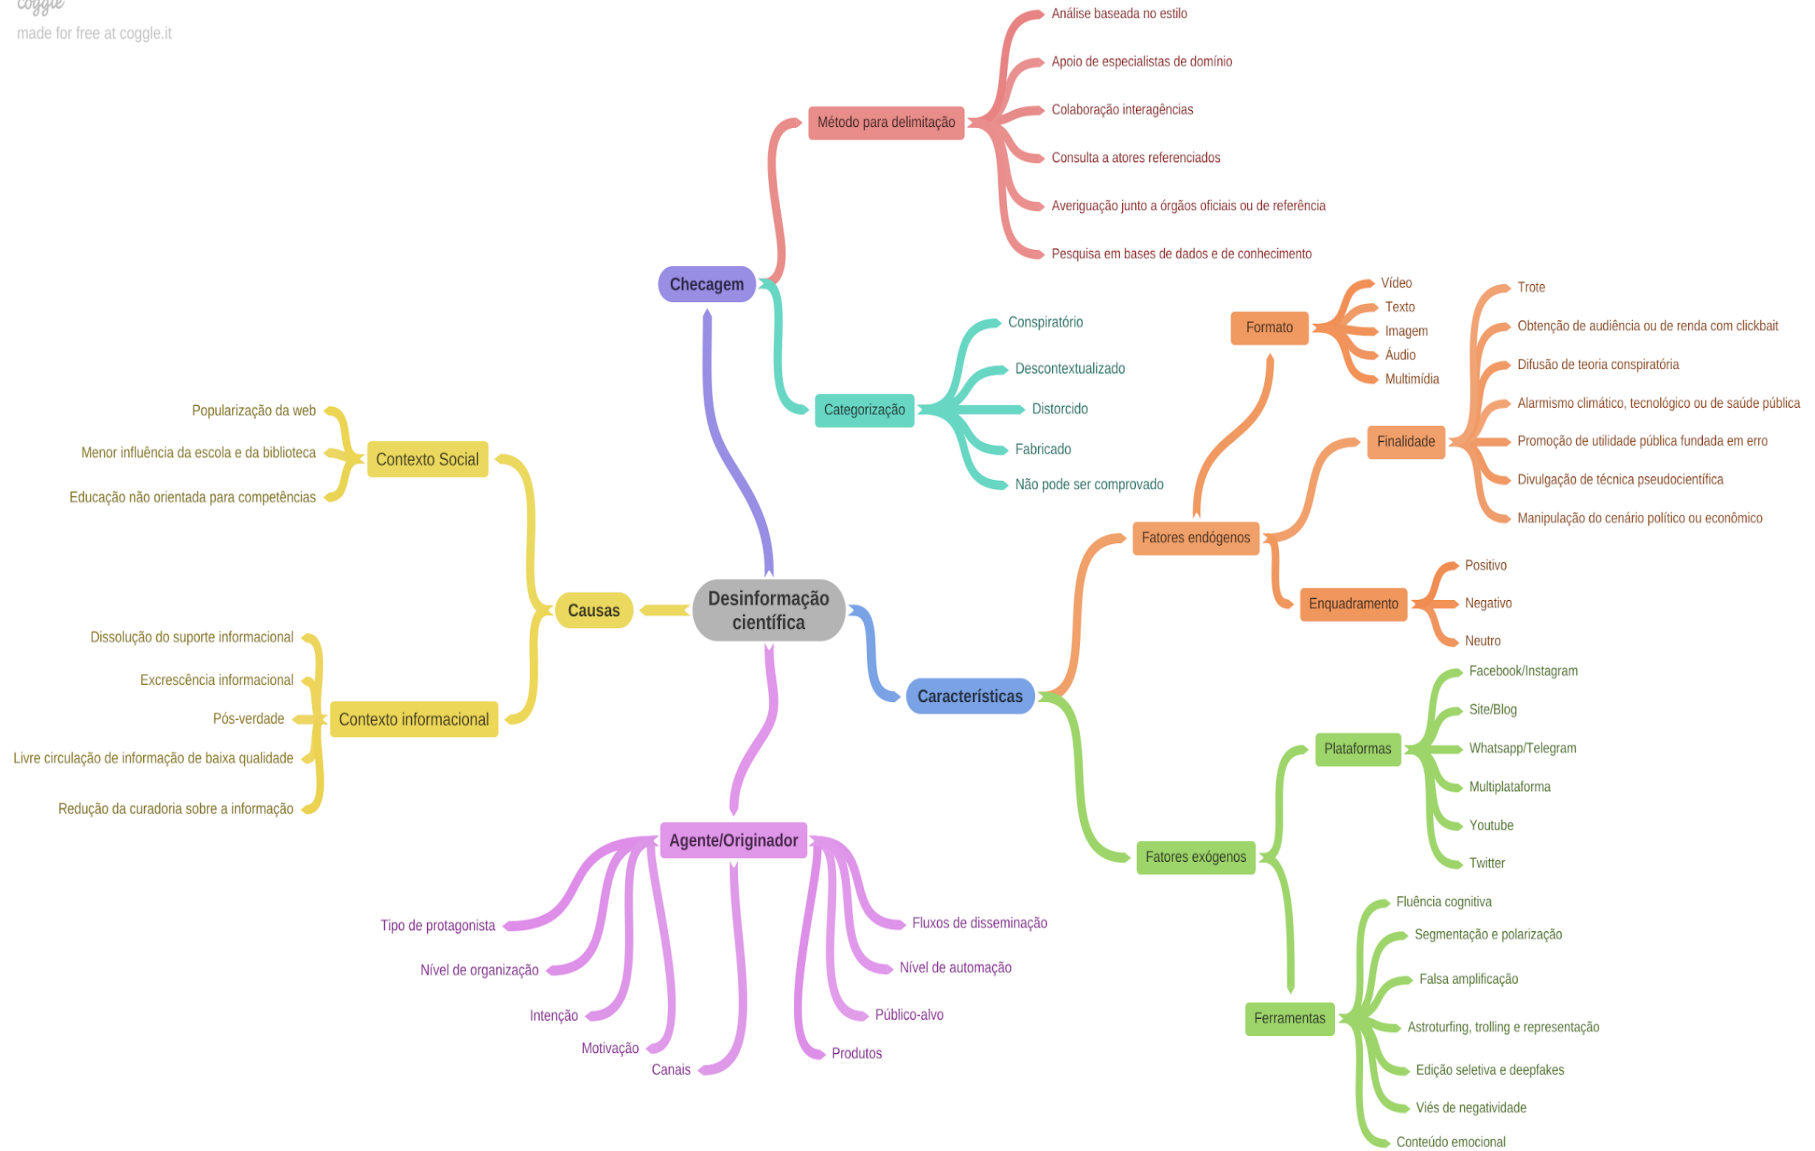 coggle
made for free at coggle.it
Análise baseada no estilo
Apoio de especialistas de domínio
Colaboração interagências
Consulta a atores referenciados
Averiguação junto a órgãos oficiais ou de referência
Pesquisa em bases de dados e de conhecimento
Método para delimitação
Checagem
Categorização
Conspiratório
Descontextualizado
Distorcido
Fabricado
Não pode ser comprovado
Formato
Vídeo
Texto
Imagem
Áudio
Multimídia
Finalidade
Trote
Obtenção de audiência ou de renda com clickbait
Difusão de teoria conspiratória
Alarmismo climático, tecnológico ou de saúde pública
Promoção de utilidade pública fundada em erro
Divulgação de técnica pseudocientífica
Manipulação do cenário político ou econômico
Fatores endógenos
Enquadramento
Positivo
Negativo
Neutro
Popularização da web
Menor influência da escola e da biblioteca
Educação não orientada para competências
Contexto Social
Causas
Desinformação
científica
Características
Dissolução do suporte informacional
Excrescência informacional
Pós-verdade
Livre circulação de informação de baixa qualidade
Redução da curadoria sobre a informação
Contexto informacional
Plataformas
Facebook/Instagram
Site/Blog
Whatsapp/Telegram
Multiplataforma
Youtube
Twitter
Fatores exógenos
Ferramentas
Fluência cognitiva
Segmentação e polarização
Falsa amplificação
Astroturfing, trolling e representação
Edição seletiva e deepfakes
Viés de negatividade
Conteúdo emocional
Agente/Originador
Tipo de protagonista
Nível de organização
Intenção
Motivação
Canais
Produtos
Público-alvo
Nível de automação
Fluxos de disseminação